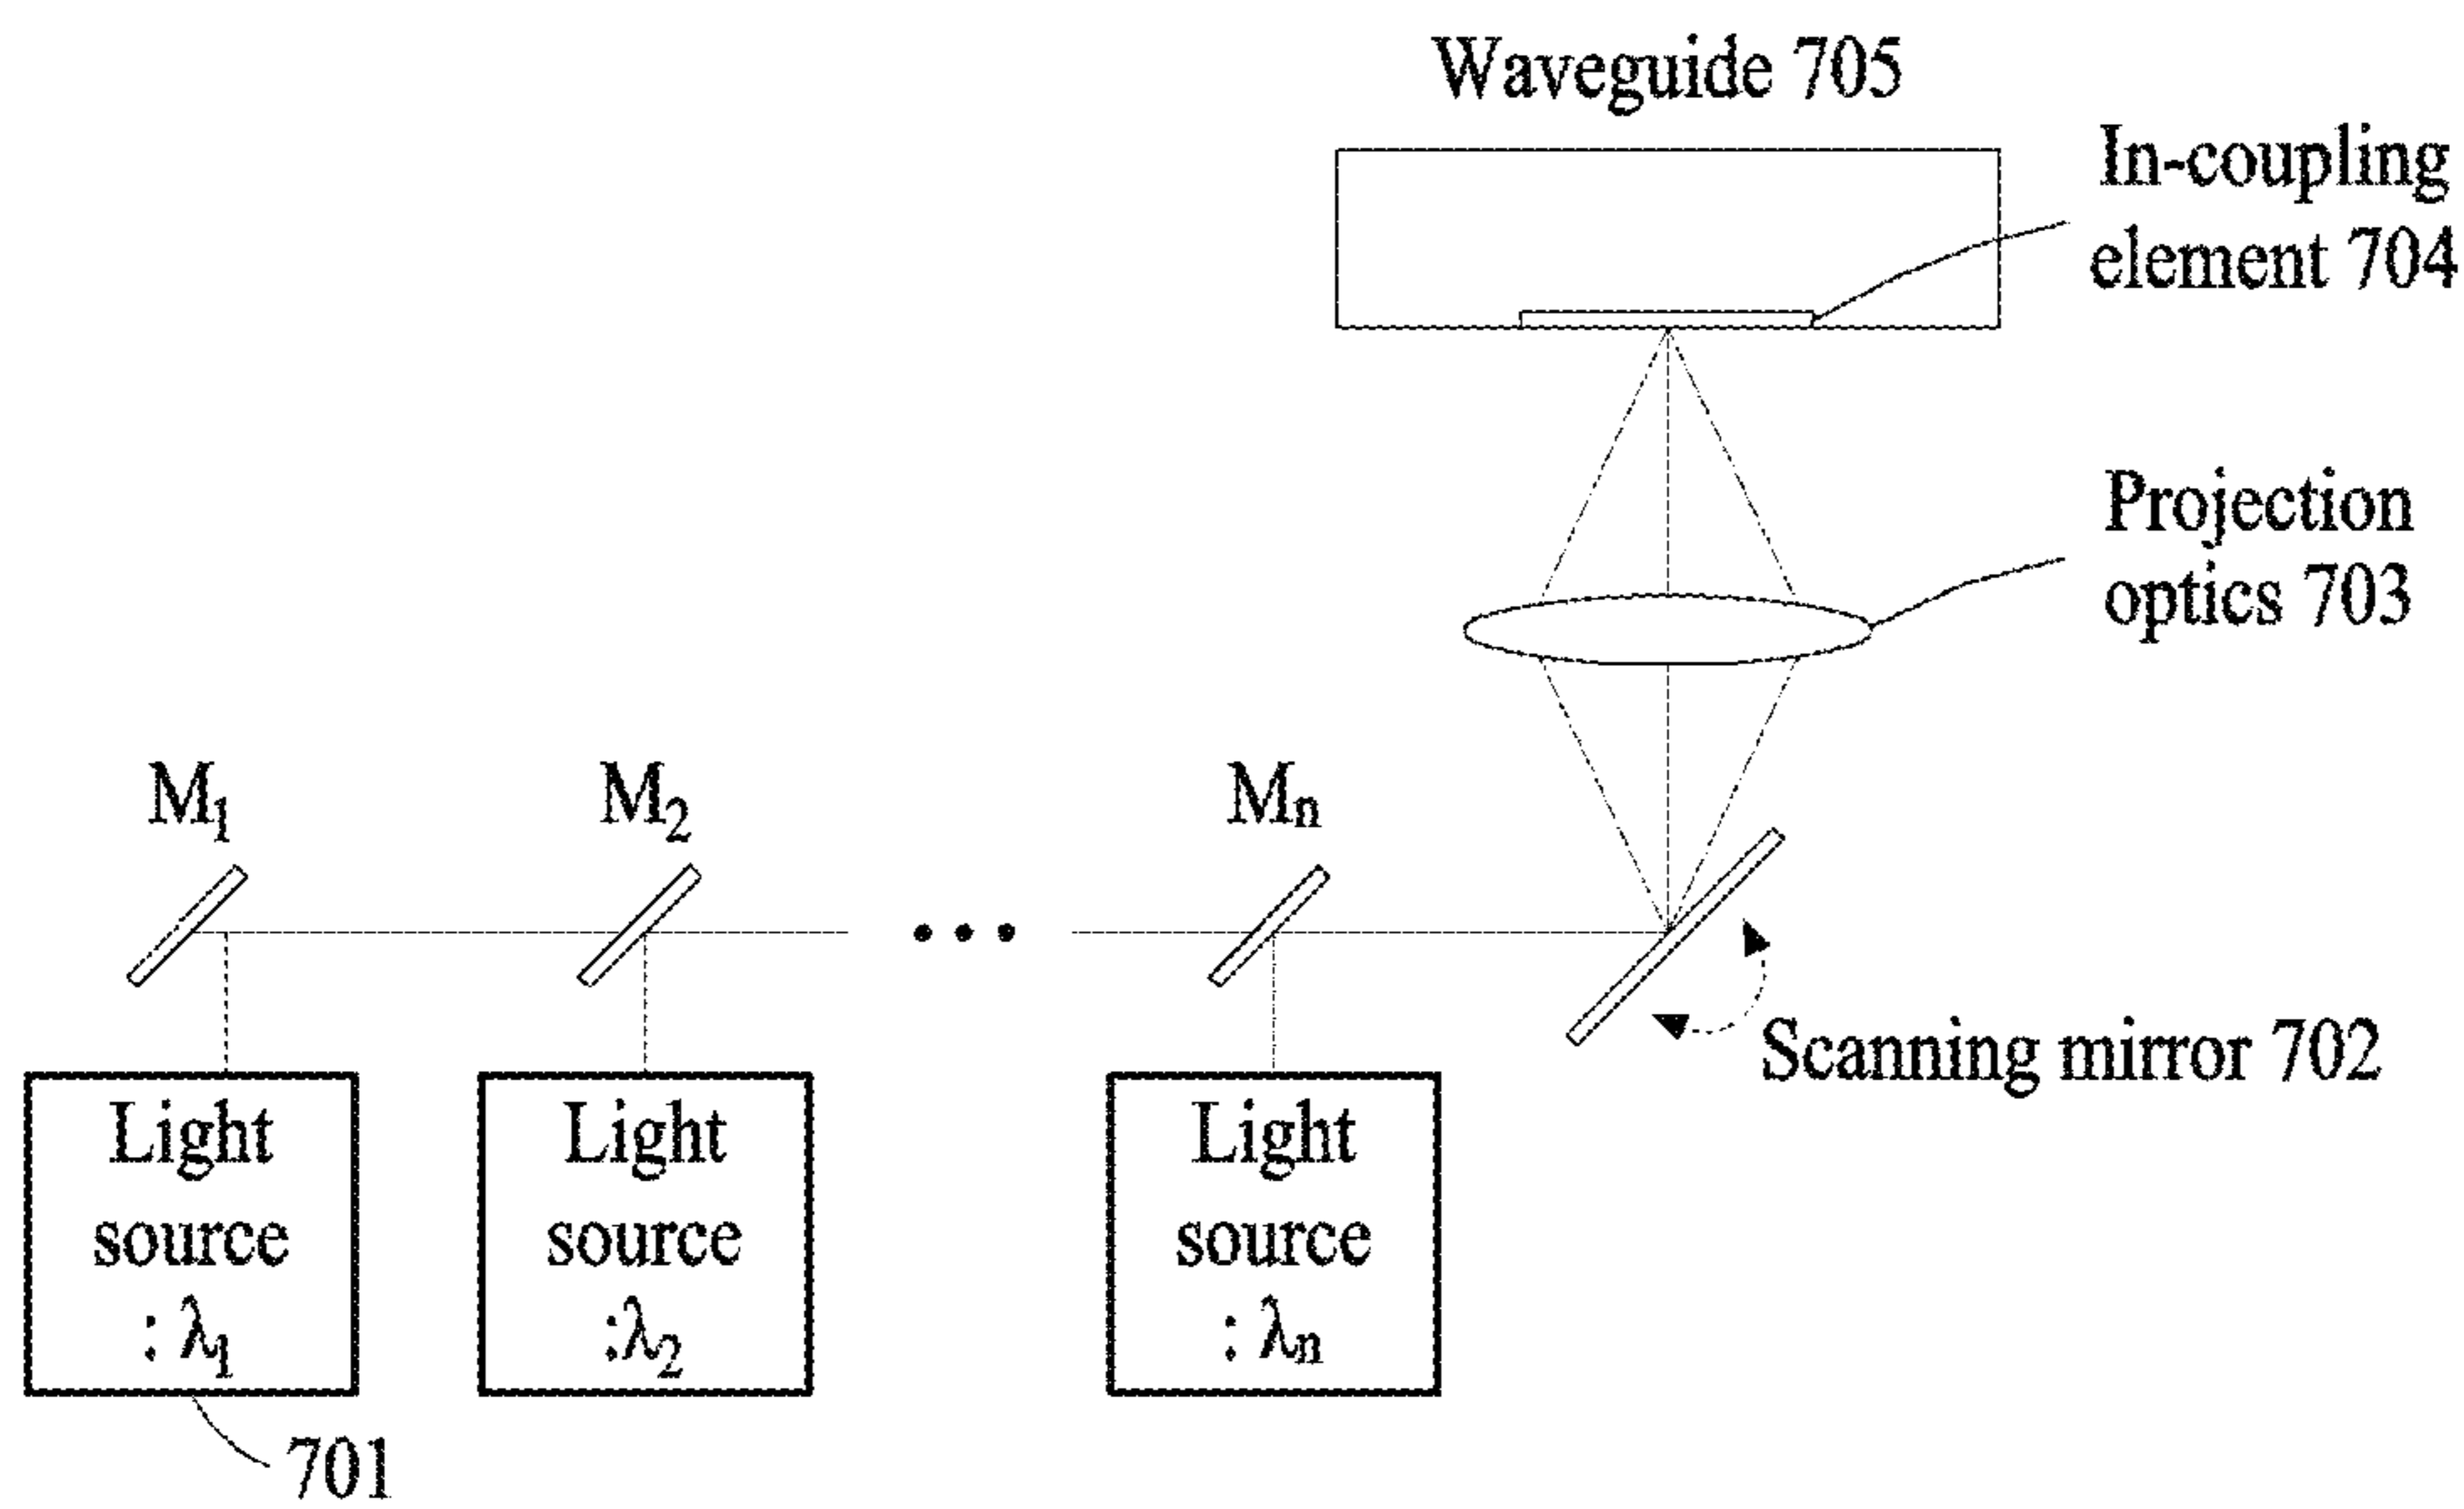 Waveguide 705
In-coupling
element 704
Projection
optics 703
M₁
M₂
Mn
Scanning mirror 702
Light
source
: λ₁
Light
source
:λ₂
Light
source
: λn
701